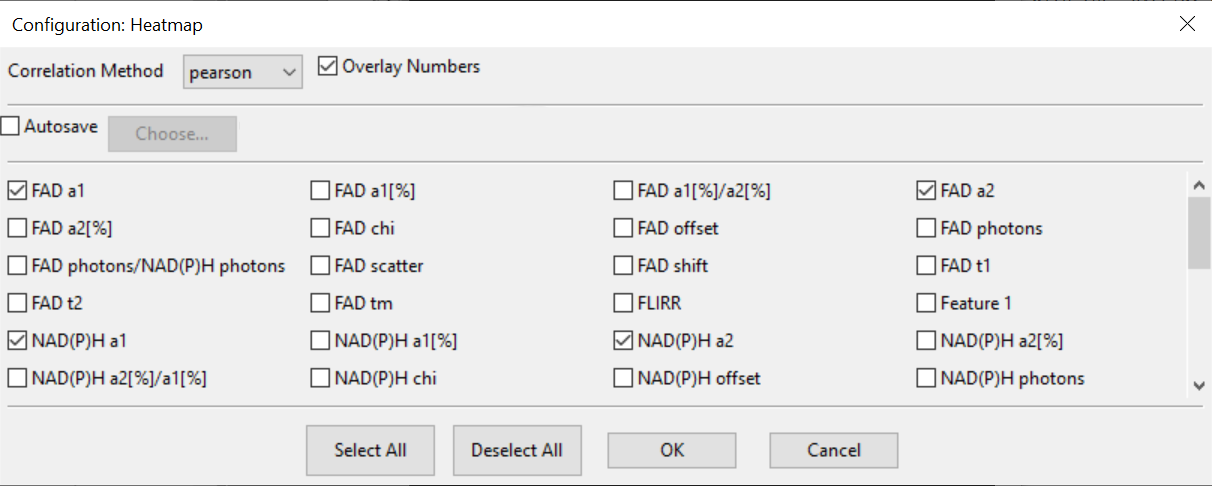 Configuration: Heatmap
Correlation Method pearson Overlay Numbers
Autosave Choose...
FAD a1 FAD a1[%] FAD a1[%]/a2[%] FAD a2
FAD a2[%] FAD chi FAD offset FAD photons
FAD photons/NAD(P)H photons FAD scatter FAD shift FAD t1
FAD t2 FAD tm FLIRR Feature 1
NAD(P)H a1 NAD(P)H a1[%] NAD(P)H a2 NAD(P)H a2[%]
NAD(P)H a2[%]/a1[%] NAD(P)H chi NAD(P)H offset NAD(P)H photons
Select All Deselect All OK Cancel